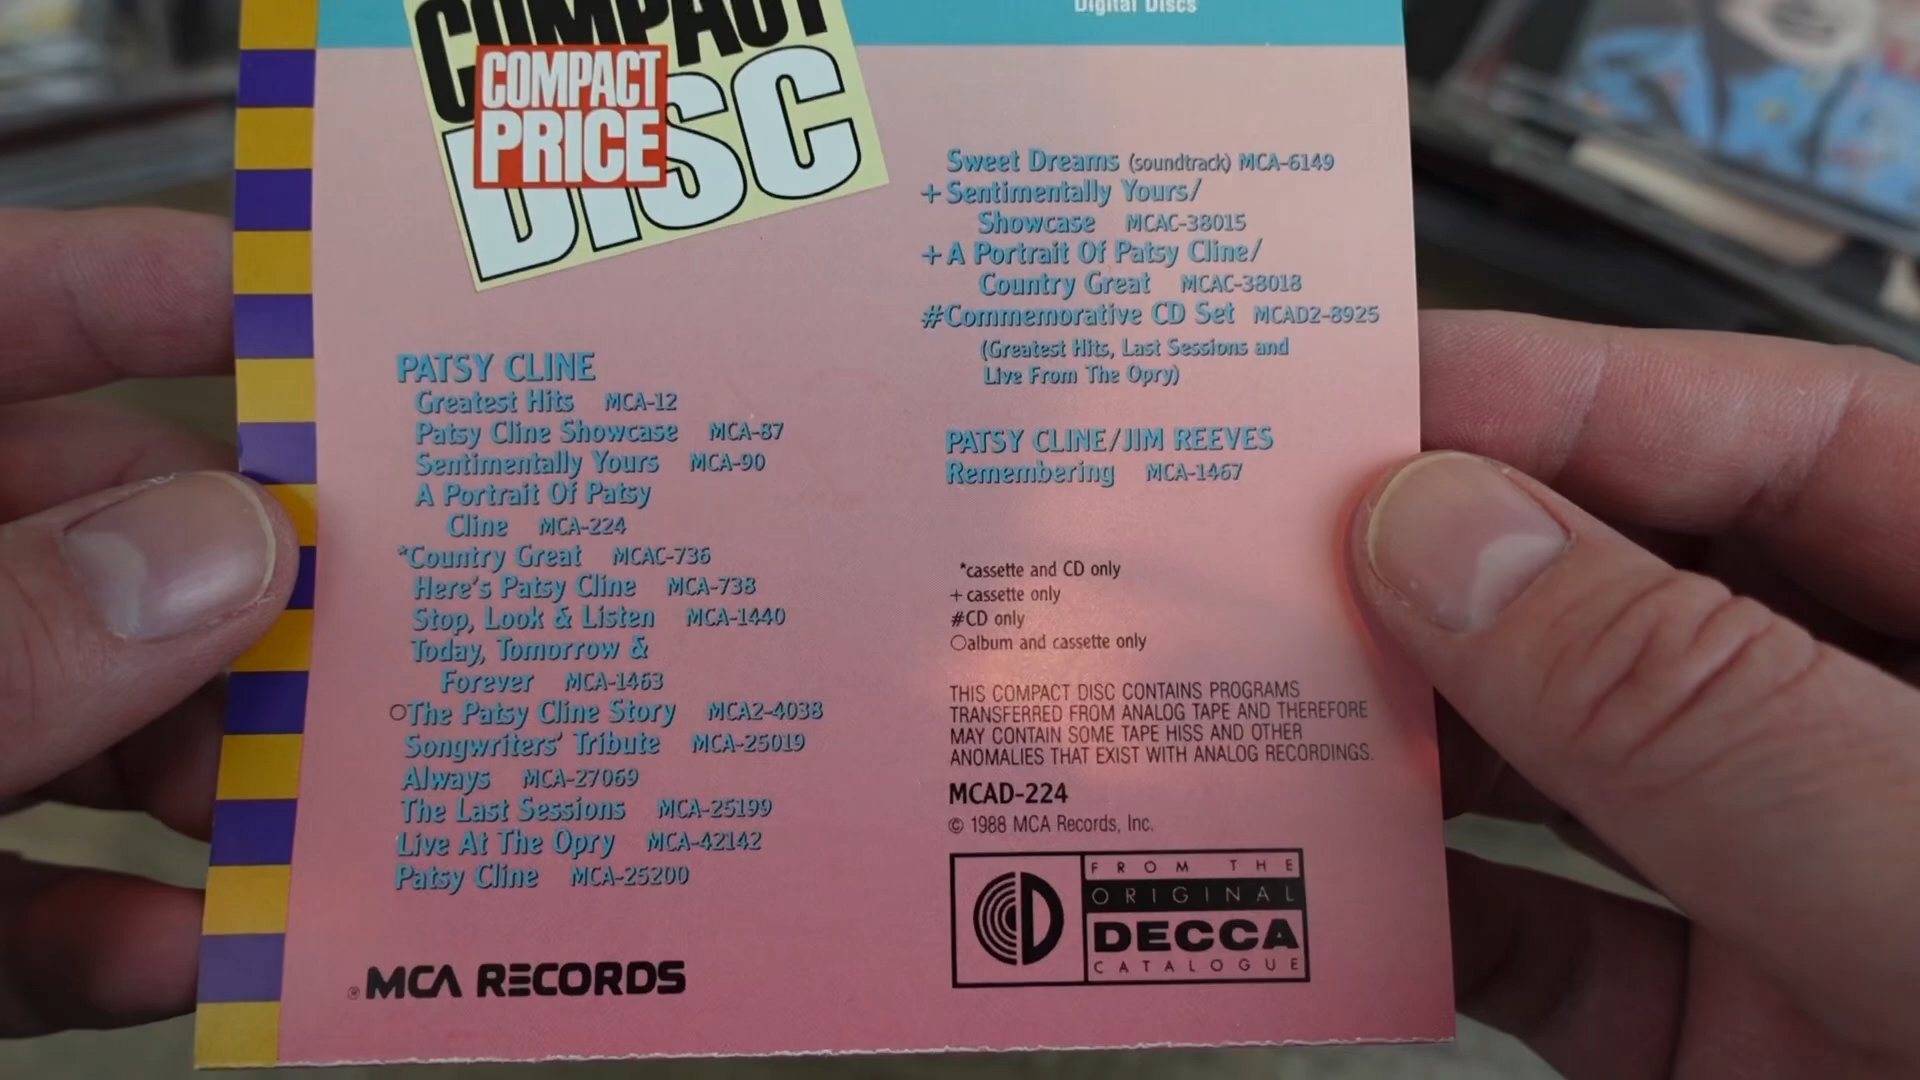 Digital Discs
COMPACT
DISC
COMPACT
PRICE
PATSY CLINE
Greatest Hits MCA-12
Patsy Cline Showcase MCA-87
Sentimentally Yours MCA-90
A Portrait Of Patsy
Cline MCA-224
*Country Great MCAC-736
Here's Patsy Cline MCA-738
Stop, Look & Listen MCA-1440
Today, Tomorrow &
Forever MCA-1463
○The Patsy Cline Story MCA2-4038
Songwriters' Tribute MCA-25019
Always MCA-27069
The Last Sessions MCA-25199
Live At The Opry MCA-42142
Patsy Cline MCA-25200
® MCA RECORDS
Sweet Dreams (soundtrack) MCA-6149
+Sentimentally Yours/
Showcase MCAC-38015
+A Portrait Of Patsy Cline/
Country Great MCAC-38018
#Commemorative CD Set MCAD2-8925
(Greatest Hits, Last Sessions and
Live From The Opry)
PATSY CLINE/JIM REEVES
Remembering MCA-1467
*cassette and CD only
+ cassette only
#CD only
○album and cassette only
THIS COMPACT DISC CONTAINS PROGRAMS
TRANSFERRED FROM ANALOG TAPE AND THEREFORE
MAY CONTAIN SOME TAPE HISS AND OTHER
ANOMALIES THAT EXIST WITH ANALOG RECORDINGS.
MCAD-224
© 1988 MCA Records, Inc.
FROM THE
ORIGINAL
DECCA
CATALOGUE